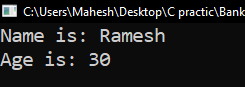 C:\Users\Mahesh\Desktop\C practic\Bank
Name is: Ramesh
Age is: 30